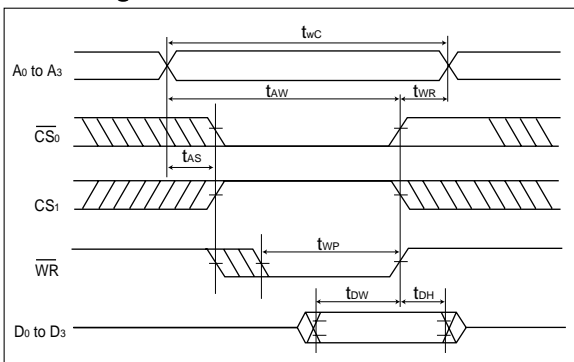 twC
A0 to A3
tAW
tWR
CS0
tAS
CS1
tWP
WR
tDW
tDH
D0 to D3